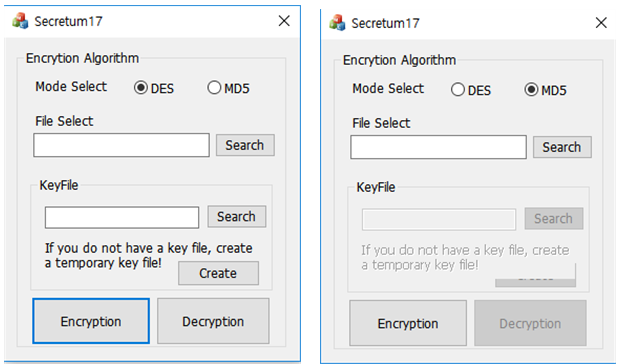 Secretum17
Encrytion Algorithm
Mode Select DES MD5
File Select
Search
KeyFile
Search
If you do not have a key file, create
a temporary key file!
Create
Encryption Decryption
Secretum17
Encrytion Algorithm
Mode Select DES MD5
File Select
Search
KeyFile
Search
If you do not have a key file, create
a temporary key file!
Encryption Decryption